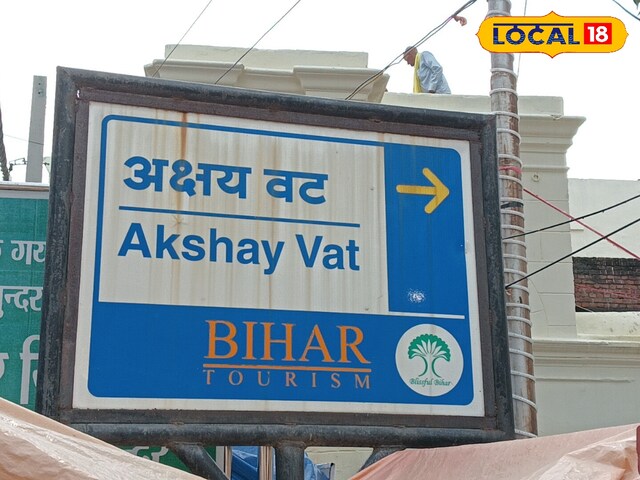 LOCAL 18
अक्षय वट
Akshay Vat
BIHAR
TOURISM
Blissful Bihar